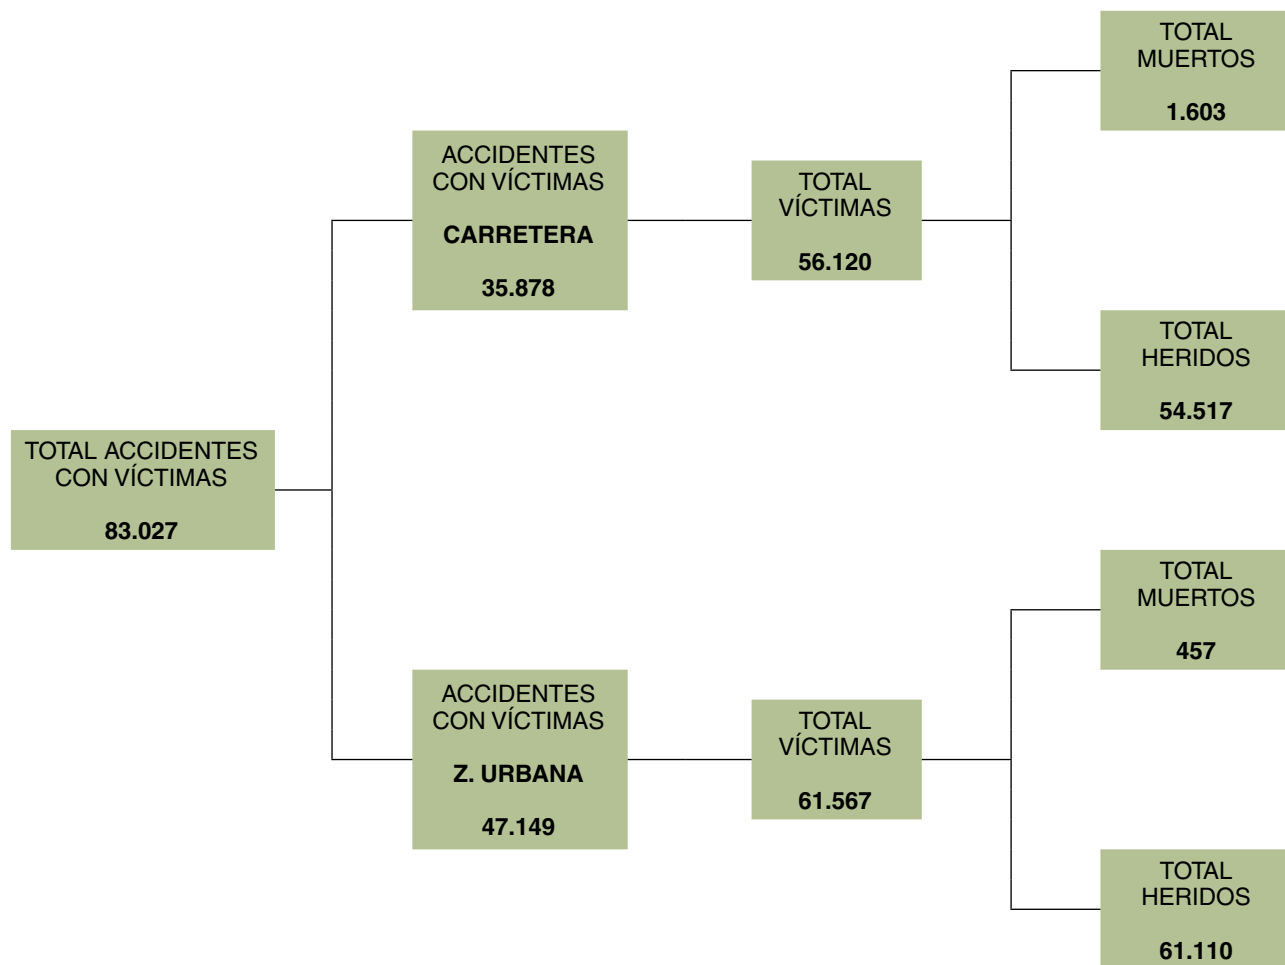 TOTAL
MUERTOS
1.603
ACCIDENTES
CON VÍCTIMAS
CARRETERA
35.878
TOTAL
VÍCTIMAS
56.120
TOTAL
HERIDOS
54.517
TOTAL ACCIDENTES
CON VÍCTIMAS
83.027
TOTAL
MUERTOS
457
ACCIDENTES
CON VÍCTIMAS
Z. URBANA
47.149
TOTAL
VÍCTIMAS
61.567
TOTAL
HERIDOS
61.110